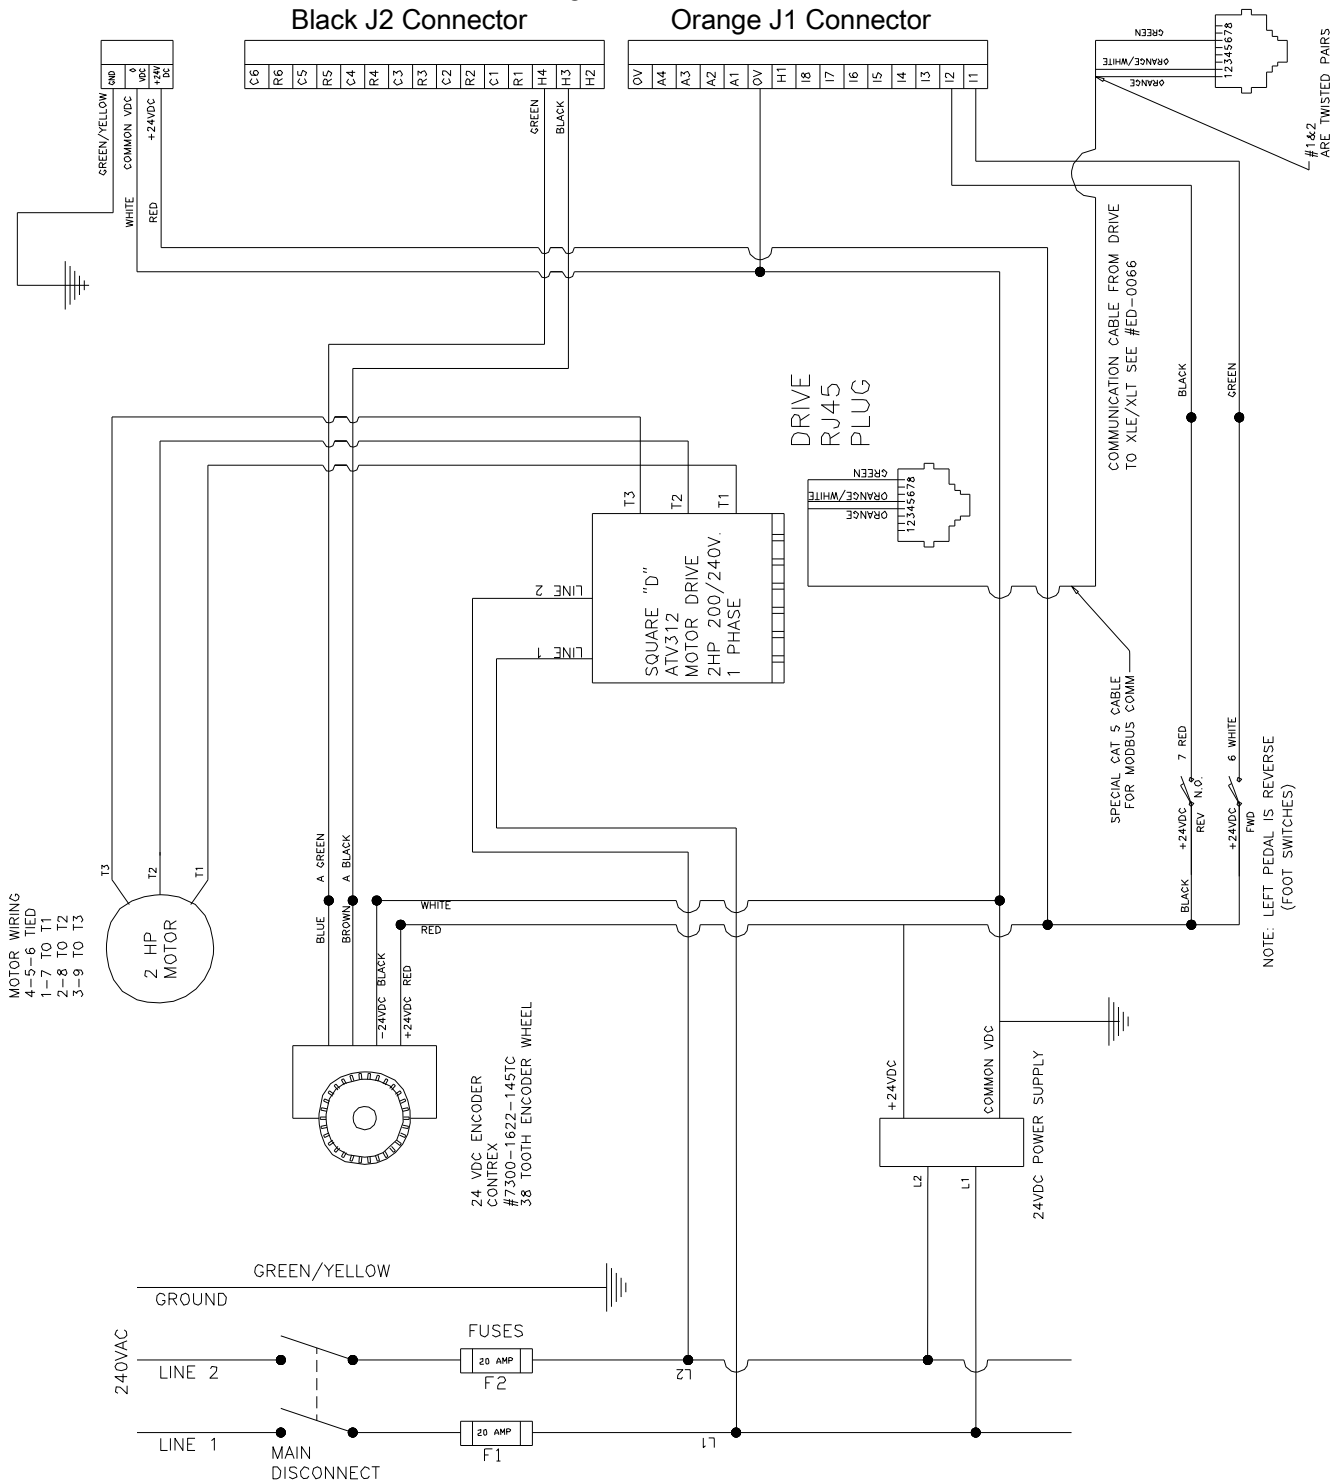 Black J2 Connector
Orange J1 Connector
GND
0
VDC
+24V
DC
C6
R6
C5
R5
C4
R4
C3
R3
C2
R2
C1
R1
H4
H3
H2
0V
A4
A3
A2
A1
0V
H1
I8
I7
I6
I5
I4
I3
I2
I1
GREEN
ORANGE/WHITE
ORANGE
12345678
#1&2
ARE TWISTED PAIRS
GREEN/YELLOW
COMMON VDC
+24VDC
WHITE
RED
GREEN
BLACK
COMMUNICATION CABLE FROM DRIVE
TO XLE/XLT SEE #ED-0066
BLACK
GREEN
DRIVE
RJ45
PLUG
GREEN
ORANGE/WHITE
ORANGE
12345678
T3
T2
T1
SQUARE "D"
ATV312
MOTOR DRIVE
2HP 200/240V.
1 PHASE
LINE 2
LINE 1
SPECIAL CAT 5 CABLE
FOR MODBUS COMM
7 RED
N.O.
+24VDC
REV
6 WHITE
+24VDC
FWD
BLACK
NOTE: LEFT PEDAL IS REVERSE
(FOOT SWITCHES)
MOTOR WIRING
4-5-6 TIED
1-7 TO T1
2-8 TO T2
3-9 TO T3
T3
T2
T1
2 HP
MOTOR
A GREEN
A BLACK
BLUE
BROWN
WHITE
RED
-24VDC BLACK
+24VDC RED
24 VDC ENCODER
CONTREX
#7300-1622-145TC
38 TOOTH ENCODER WHEEL
+24VDC
COMMON VDC
24VDC POWER SUPPLY
L2
L1
GREEN/YELLOW
GROUND
240VAC
LINE 2
FUSES
20 AMP
F2
L2
LINE 1
MAIN
DISCONNECT
20 AMP
F1
L1